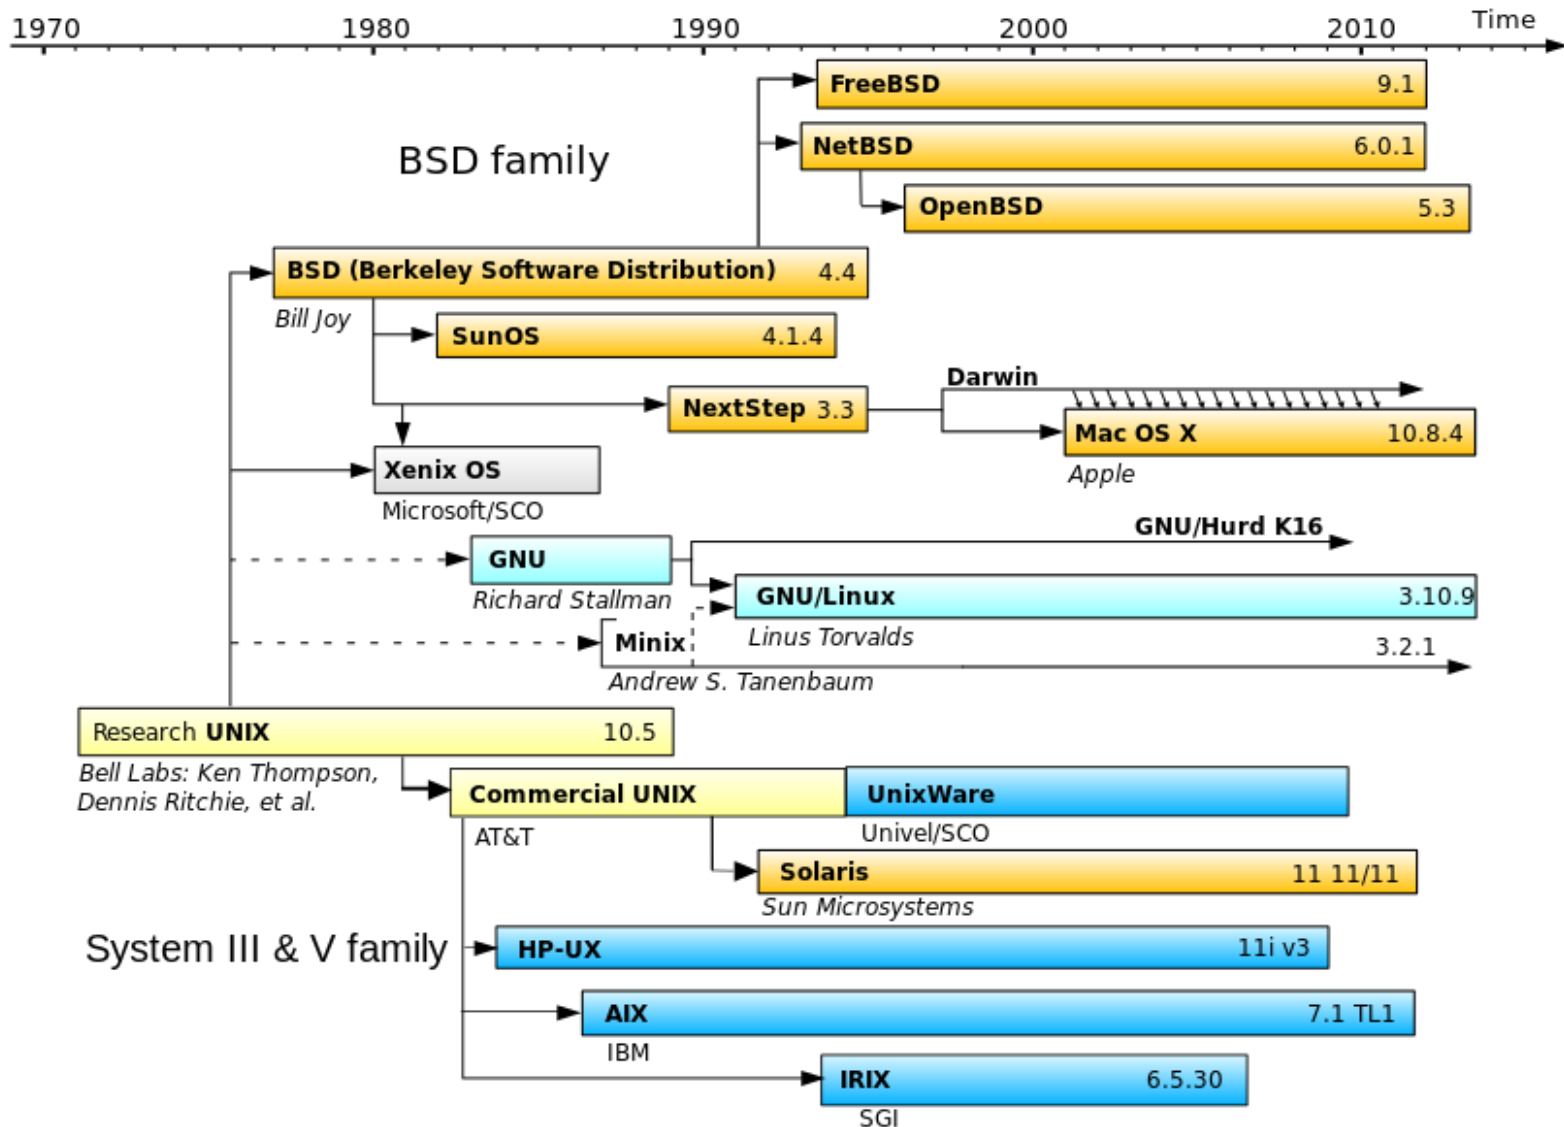 1970 1980 1990 2000 2010 Time
FreeBSD 9.1
BSD family
NetBSD 6.0.1
OpenBSD 5.3
BSD (Berkeley Software Distribution) 4.4
Bill Joy
SunOS 4.1.4
Darwin
NextStep 3.3
Mac OS X 10.8.4
Apple
Xenix OS
Microsoft/SCO
GNU/Hurd K16
GNU
Richard Stallman
GNU/Linux 3.10.9
Linus Torvalds
Minix 3.2.1
Andrew S. Tanenbaum
Research UNIX 10.5
Bell Labs: Ken Thompson,
Dennis Ritchie, et al.
Commercial UNIX
AT&T
UnixWare
Univel/SCO
Solaris 11 11/11
Sun Microsystems
System III & V family
HP-UX 11i v3
AIX 7.1 TL1
IBM
IRIX 6.5.30
SGI